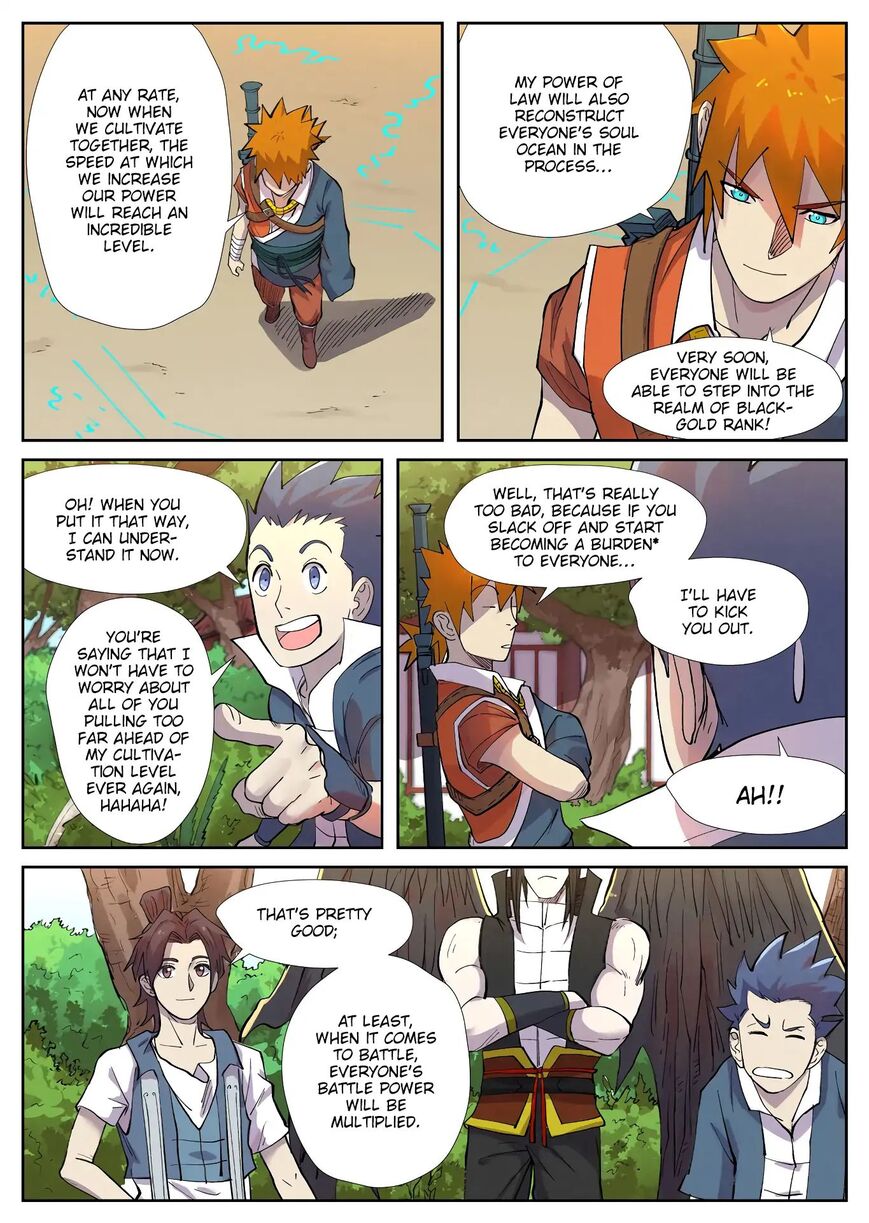 AT ANY RATE,
NOW WHEN
WE CULTIVATE
TOGETHER, THE
SPEED AT WHICH
WE INCREASE
OUR POWER
WILL REACH AN
INCREDIBLE
LEVEL.
MY POWER OF
LAW WILL ALSO
RECONSTRUCT
EVERYONE'S SOUL
OCEAN IN THE
PROCESS...
VERY SOON,
EVERYONE WILL BE
ABLE TO STEP INTO THE
REALM OF BLACK-
GOLD RANK!
OH! WHEN YOU
PUT IT THAT WAY,
I CAN UNDER-
STAND IT NOW.
YOU'RE
SAYING THAT I
WON'T HAVE TO
WORRY ABOUT
ALL OF YOU
PULLING TOO
FAR AHEAD OF
MY CULTIVA-
TION LEVEL
EVER AGAIN,
HAHAHA!
WELL, THAT'S REALLY
TOO BAD, BECAUSE IF YOU
SLACK OFF AND START
BECOMING A BURDEN*
TO EVERYONE...
I'LL HAVE
TO KICK
YOU OUT.
AH!!
THAT'S PRETTY
GOOD;
AT LEAST,
WHEN IT COMES
TO BATTLE,
EVERYONE'S
BATTLE POWER
WILL BE
MULTIPLIED.